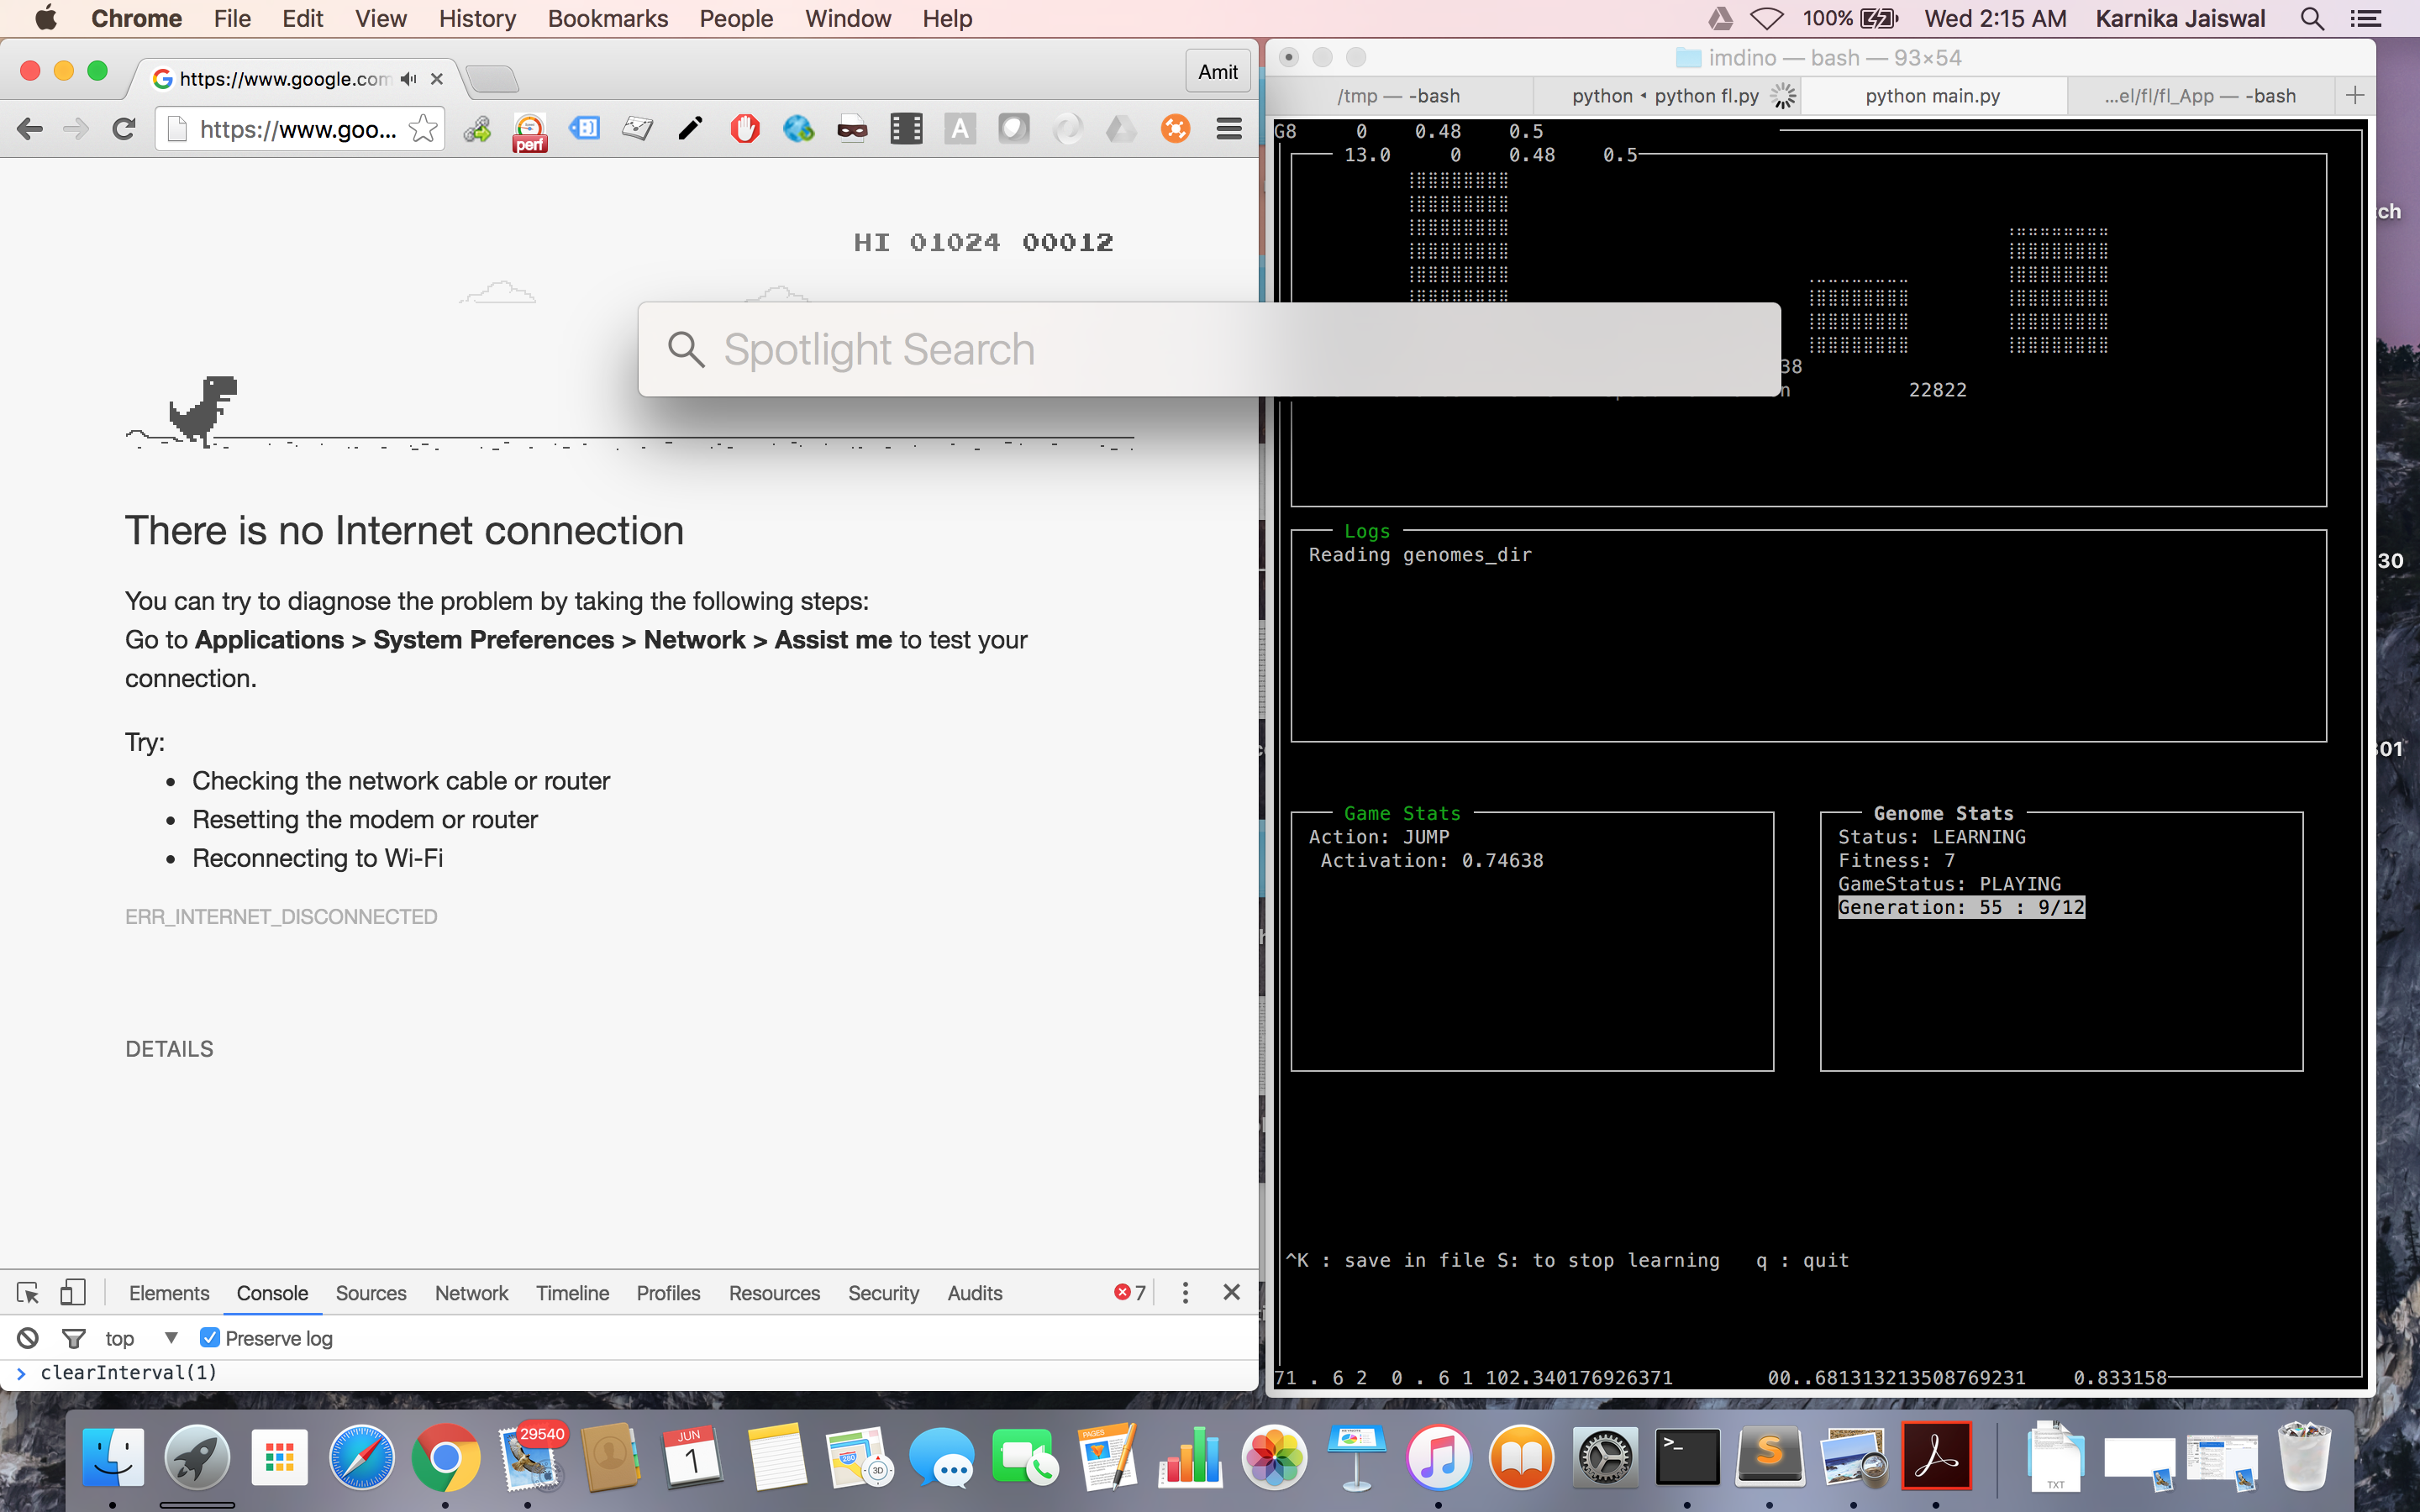 Chrome File Edit View History Bookmarks People Window Help 100% Wed 2:15 AM Karnika Jaiswal
https://www.google.com
Amit
https://www.goo...
perf
A
HI 01024 00012
Spotlight Search
There is no Internet connection
You can try to diagnose the problem by taking the following steps:
Go to Applications > System Preferences > Network > Assist me to test your
connection.
Try:
Checking the network cable or router
Resetting the modem or router
Reconnecting to Wi-Fi
ERR_INTERNET_DISCONNECTED
DETAILS
Elements Console Sources Network Timeline Profiles Resources Security Audits 7
top Preserve log
> clearInterval(1)
imdino — bash — 93×54
/tmp — -bash python ◂ python fl.py python main.py ...el/fl/fl_App — -bash
G8 0 0.48 0.5
13.0 0 0.48 0.5
38
n 22822
Logs
Reading genomes_dir
Game Stats
Action: JUMP
Activation: 0.74638
Genome Stats
Status: LEARNING
Fitness: 7
GameStatus: PLAYING
Generation: 55 : 9/12
^K : save in file S: to stop learning q : quit
71 . 6 2 0 . 6 1 102.340176926371 00..681313213508769231 0.833158
tch
30
301
29540
JUN
1
PAGES
280
3D
>_
S
TXT